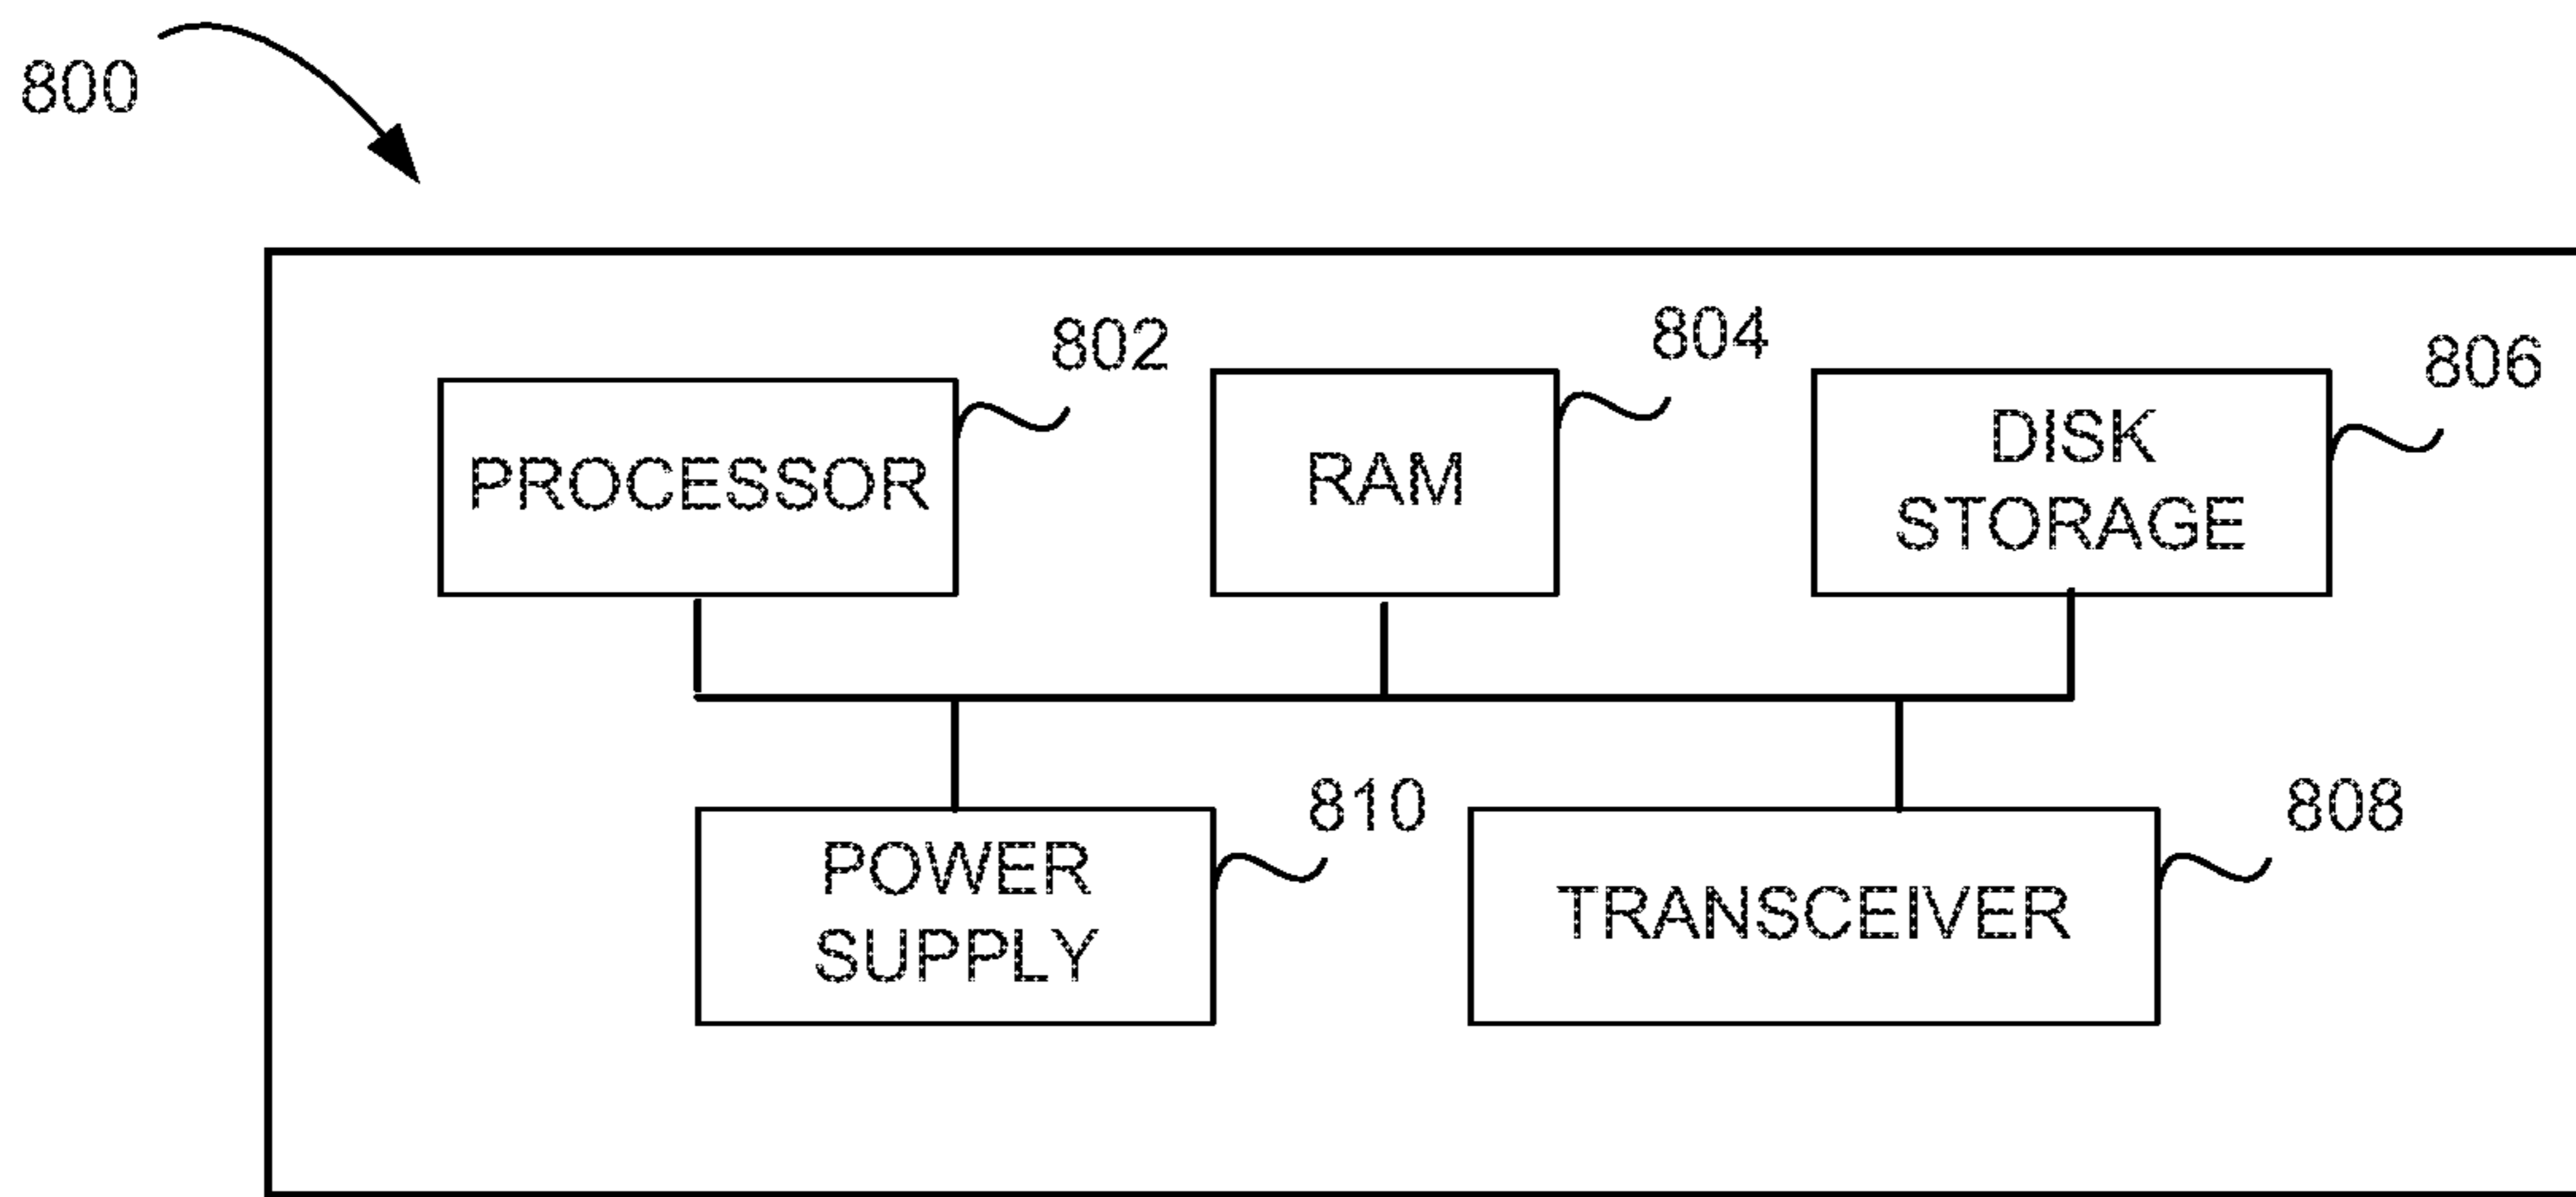 800
802
804
806
PROCESSOR
RAM
DISK
STORAGE
810
808
POWER
SUPPLY
TRANSCEIVER